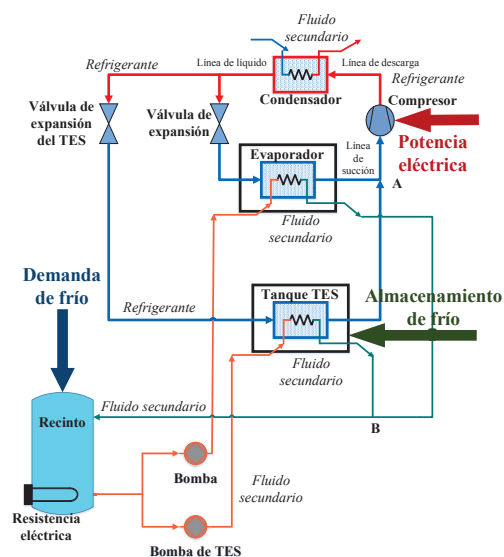 Fluido
secundario
Línea de líquido
Línea de descarga
Refrigerante
Refrigerante
Condensador
Compresor
Válvula de
expansión
del TES
Válvula de
expansión
Potencia
eléctrica
Línea
de
succión
Evaporador
A
Fluido
secundario
Demanda
de frío
Almacenamiento
de frío
Refrigerante
Tanque TES
Fluido
secundario
Fluido secundario
B
Recinto
Bomba
Fluido
secundario
Resistencia
eléctrica
Bomba de TES